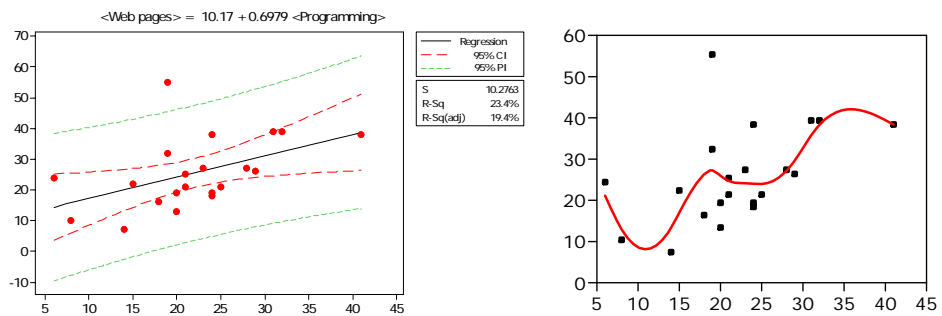 <Web pages> = 10.17 + 0.6979 <Programming>
70
60
50
40
30
20
10
0
-10
5 10 15 20 25 30 35 40 45
Regression
95% CI
95% PI
S 10.2763
R-Sq 23.4%
R-Sq(adj) 19.4%
60
50
40
30
20
10
0
5 10 15 20 25 30 35 40 45